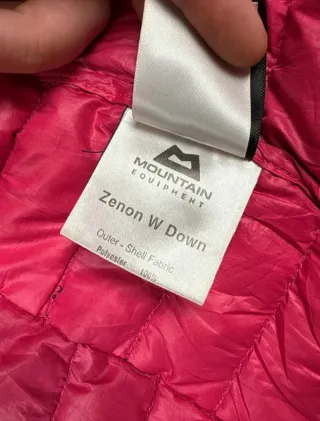 MOUNTAIN
EQUIPMENT
Zenon W Down
Outer - Shell Fabric
Polyester 100%